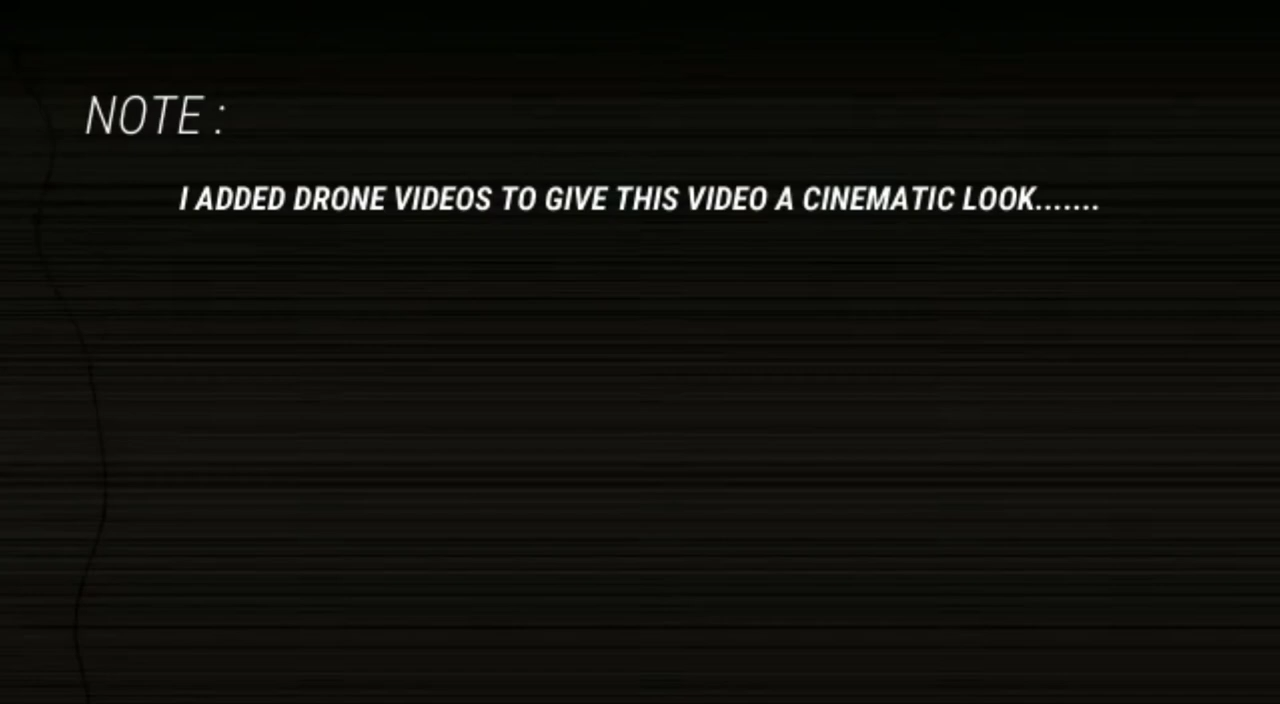 NOTE :
I ADDED DRONE VIDEOS TO GIVE THIS VIDEO A CINEMATIC LOOK.......